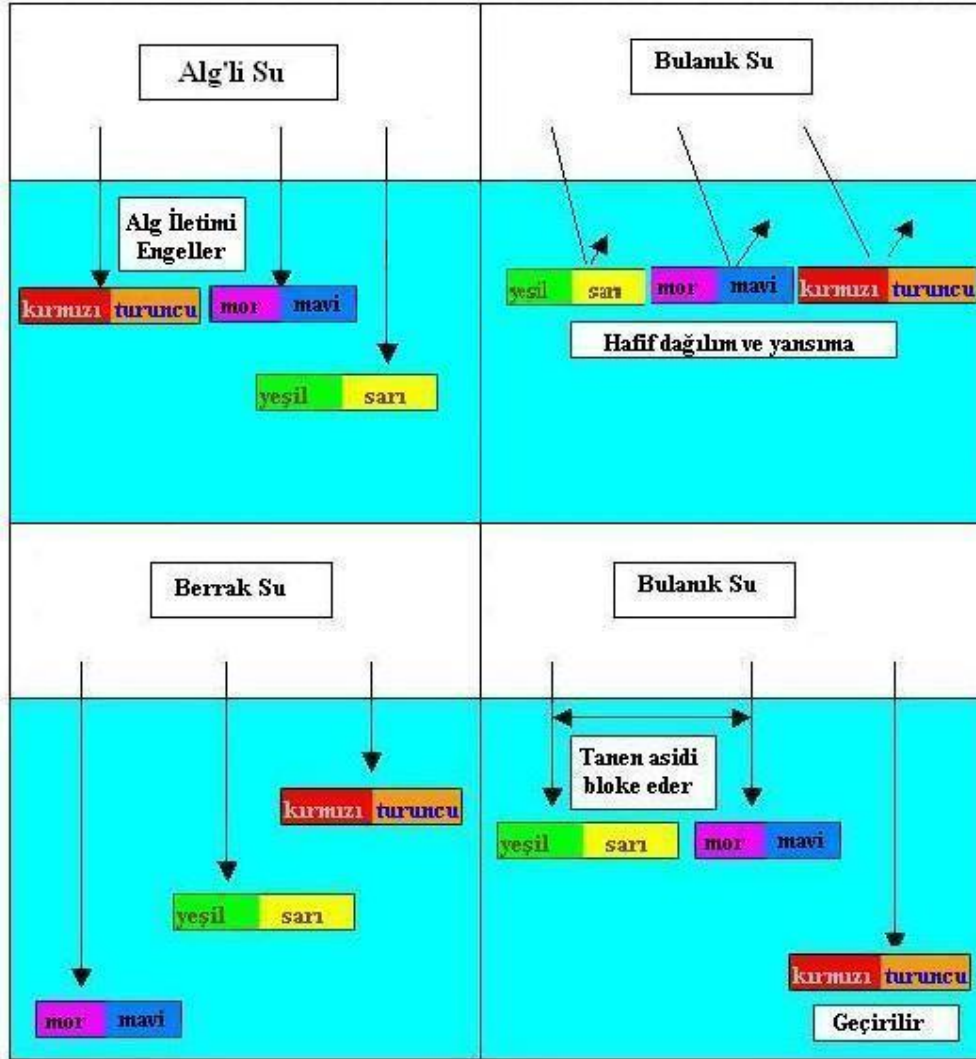 Alg'li Su
Alg İletimi
Engeller
kırmızı turuncu
mor mavi
yeşil sarı
Bulanık Su
yeşil sarı
mor mavi
kırmızı turuncu
Hafif dağılım ve yansıma
Berrak Su
kırmızı turuncu
yeşil sarı
mor mavi
Bulanık Su
Tanen asidi
bloke eder
yeşil sarı
mor mavi
kırmızı turuncu
Geçirilir